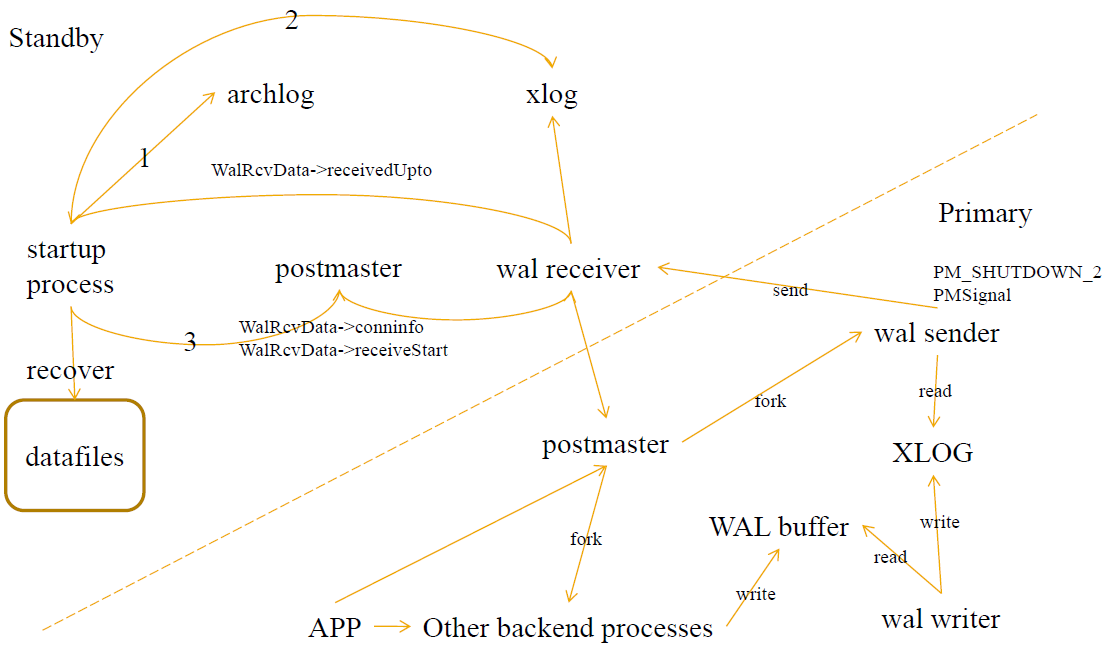 Standby
2
archlog
xlog
1
WalRcvData->receivedUpto
Primary
startup
process
postmaster
wal receiver
PM_SHUTDOWN_2
PMSignal
send
3
WalRcvData->conninfo
WalRcvData->receiveStart
wal sender
recover
fork
read
datafiles
postmaster
XLOG
WAL buffer
write
fork
read
write
APP
Other backend processes
wal writer